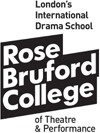 London's
International
Drama School
Rose
Bruford
College
of Theatre
& Performance